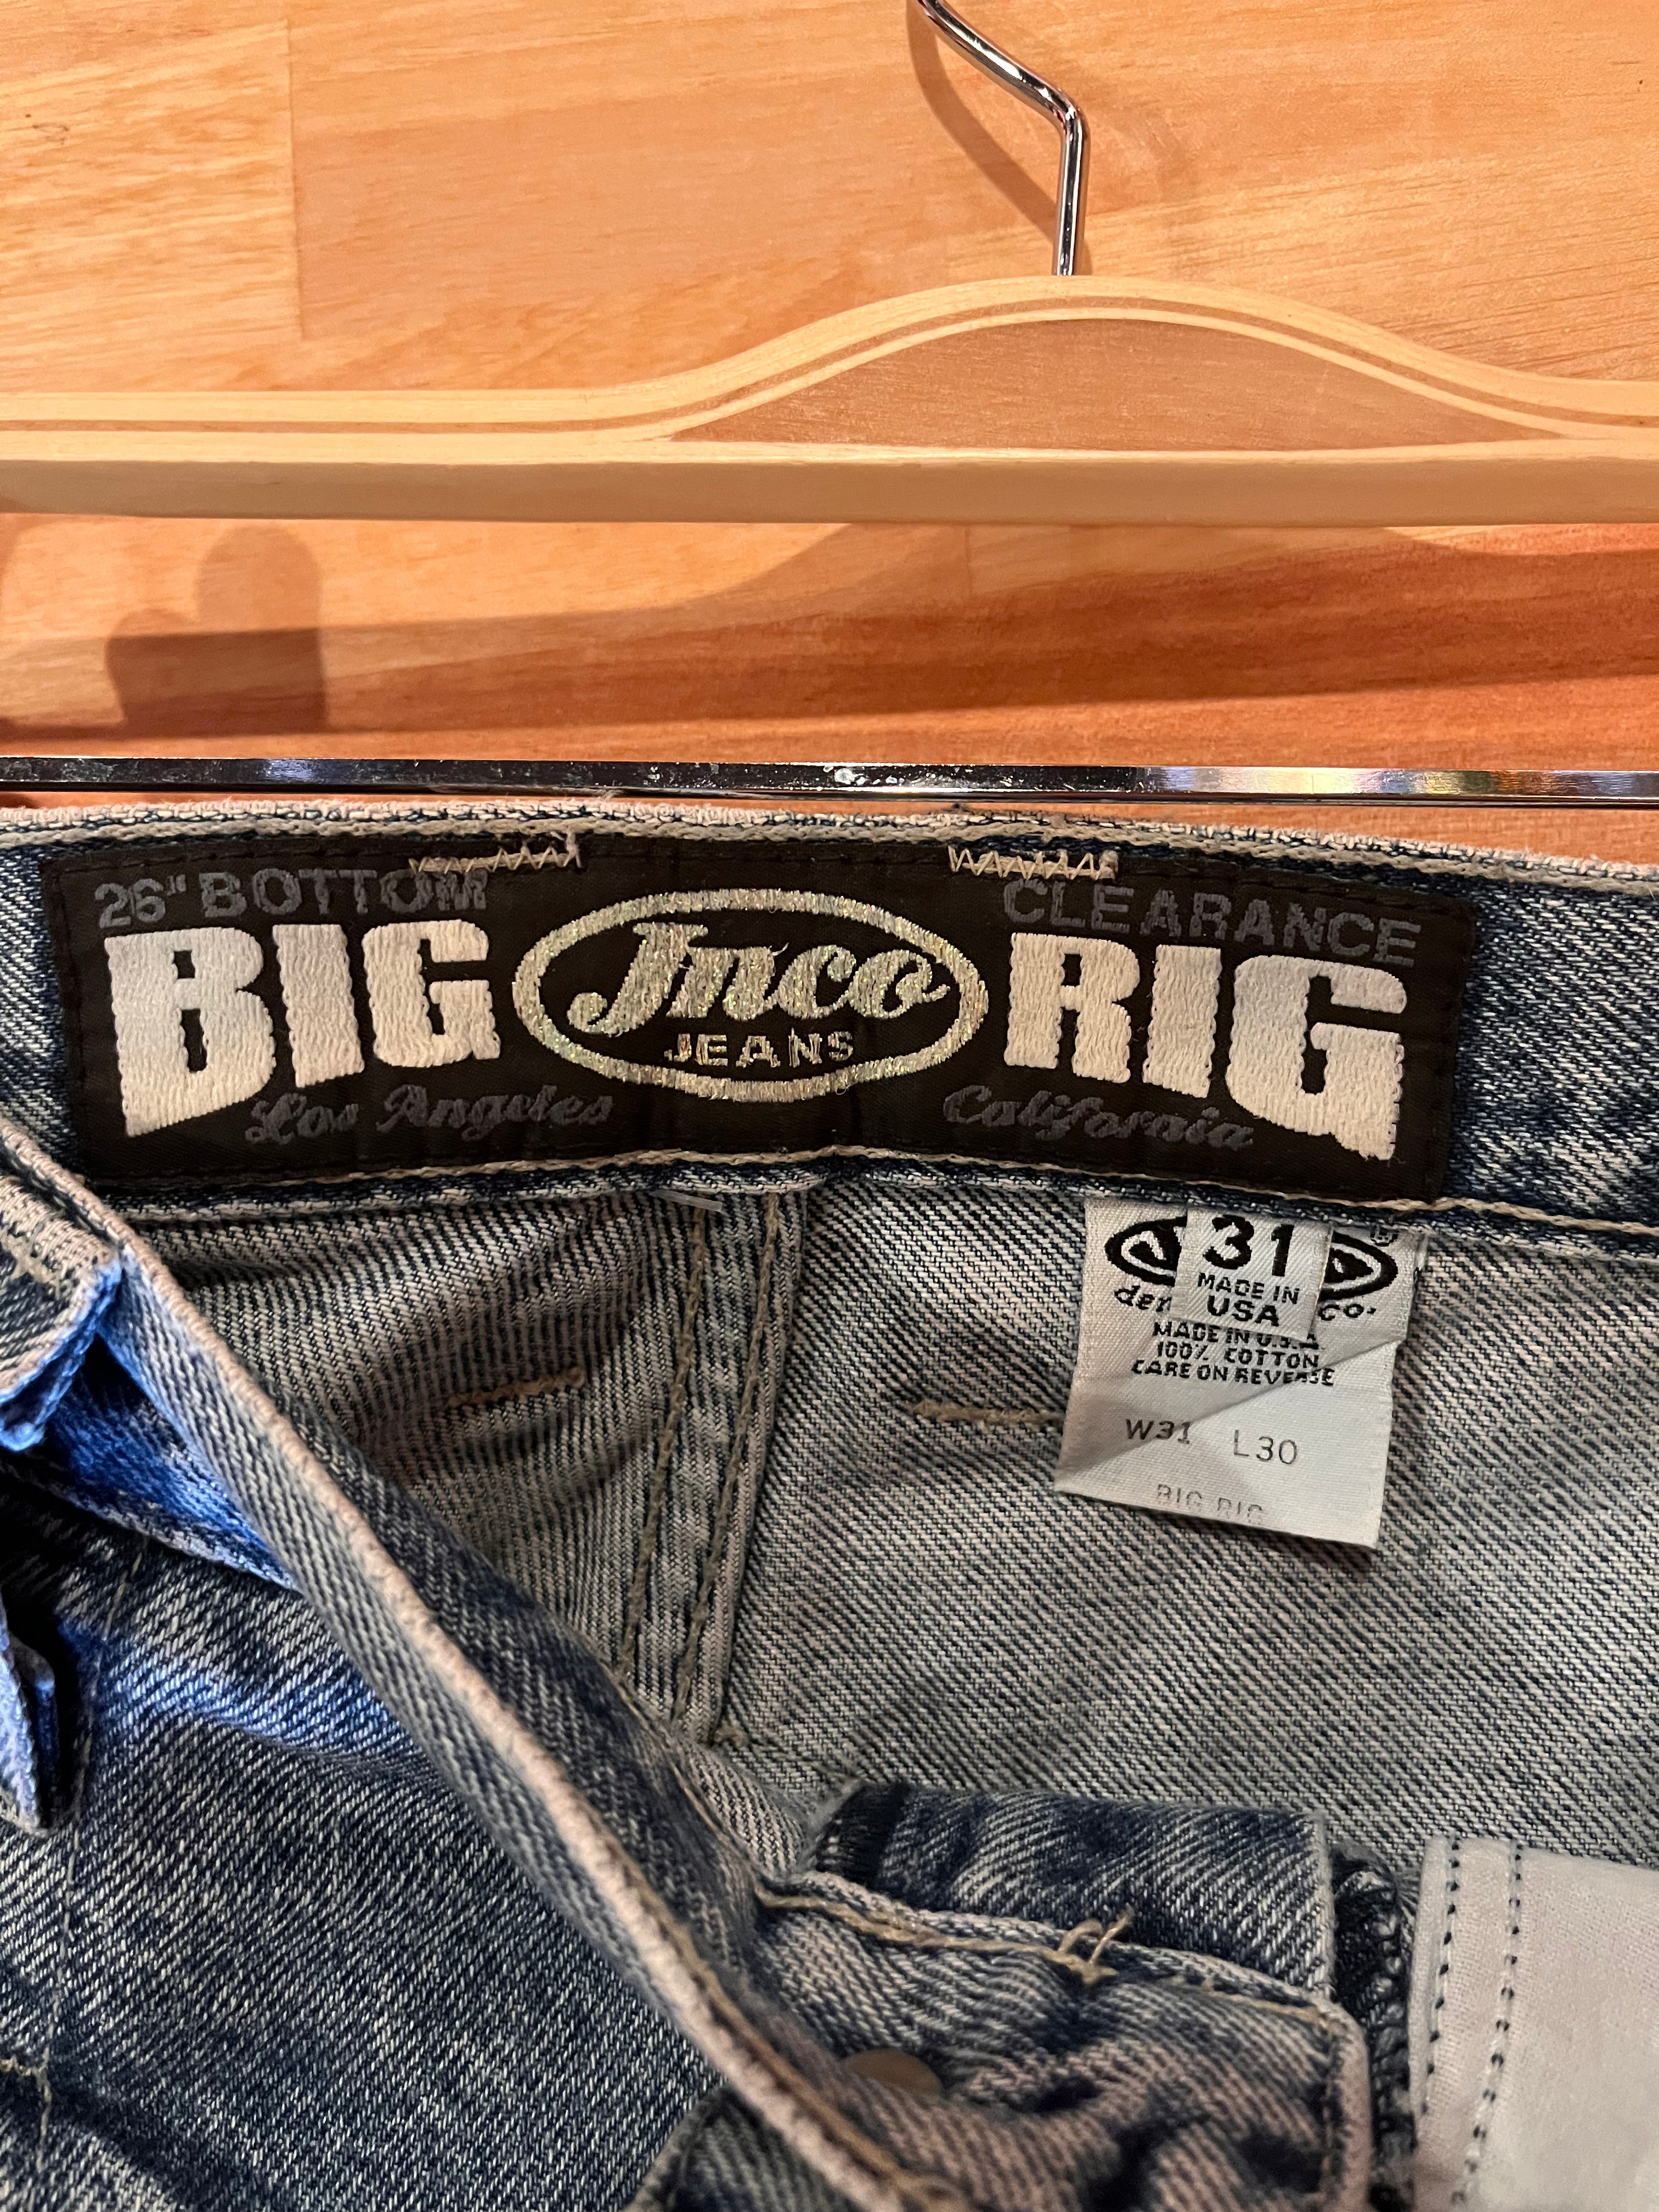 26" BOTTOM CLEARANCE
BIG Jnco RIG
JEANS
Los Angeles California
31
MADE IN
USA
co.
MADE IN U.S.A
100% COTTON
CARE ON REVERSE
W31 L30
BIG RIG